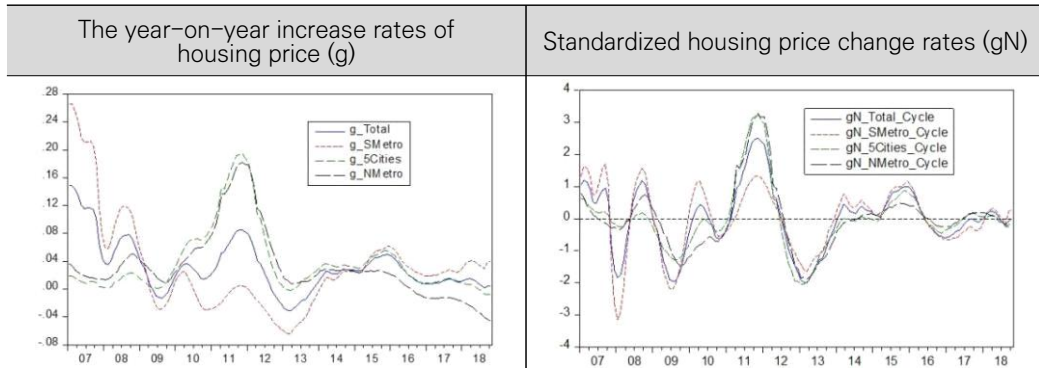 The year-on-year increase rates of
housing price (g)
Standardized housing price change rates (gN)
.28
.24
.20
.16
.12
.08
.04
.00
-.04
-.08
g_Total
g_SMetro
g_5Cities
g_NMetro
07 08 09 10 11 12 13 14 15 16 17 18
4
3
2
1
0
-1
-2
-3
-4
gN_Total_Cycle
gN_SMetro_Cycle
gN_5Cities_Cycle
gN_NMetro_Cycle
07 08 09 10 11 12 13 14 15 16 17 18